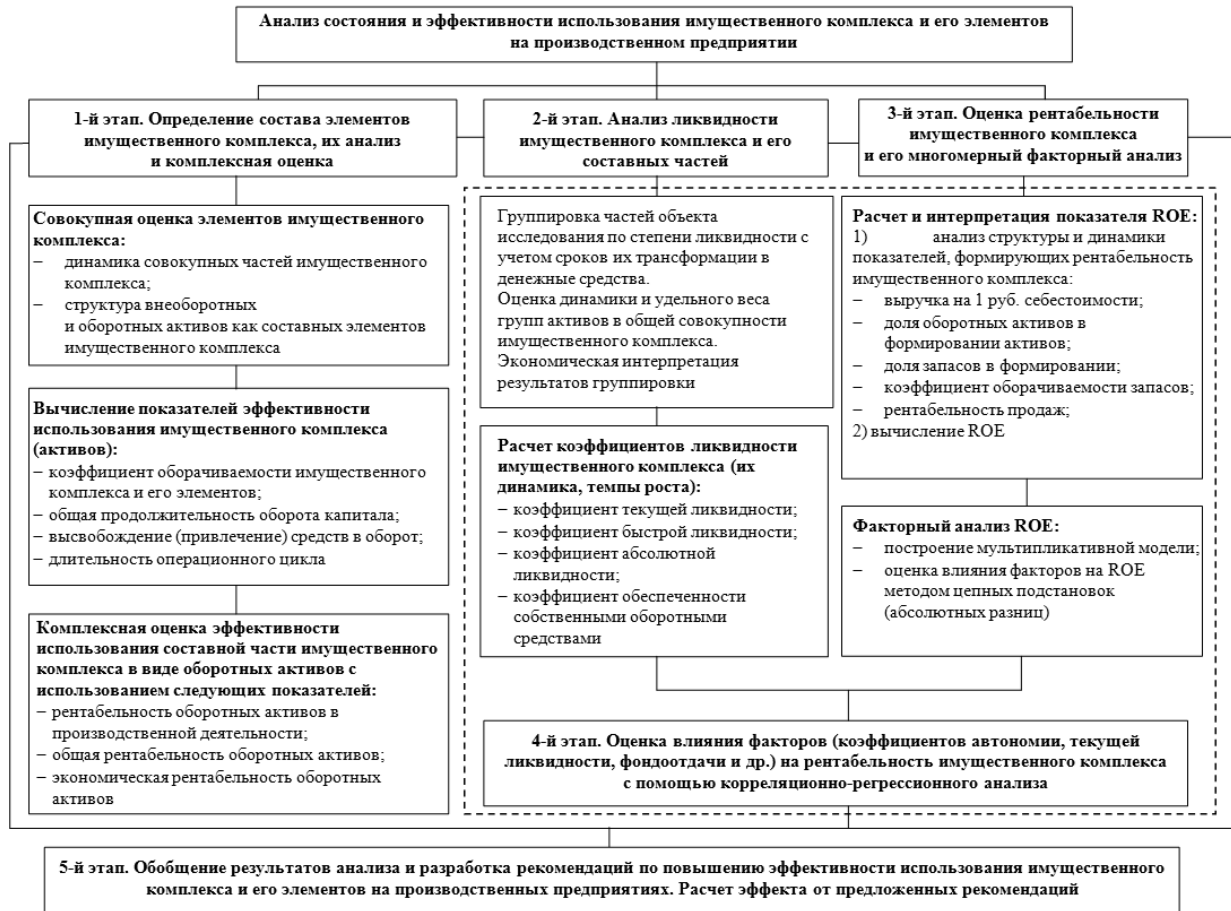 Анализ состояния и эффективности использования имущественного комплекса и его элементов
на производственном предприятии
1-й этап. Определение состава элементов
имущественного комплекса, их анализ
и комплексная оценка
Совокупная оценка элементов имущественного
комплекса:
– динамика совокупных частей имущественного
комплекса;
– структура внеоборотных
и оборотных активов как составных элементов
имущественного комплекса
Вычисление показателей эффективности
использования имущественного комплекса
(активов):
– коэффициент оборачиваемости имущественного
комплекса и его элементов;
– общая продолжительность оборота капитала;
– высвобождение (привлечение) средств в оборот;
– длительность операционного цикла
Комплексная оценка эффективности
использования составной части имущественного
комплекса в виде оборотных активов с
использованием следующих показателей:
– рентабельность оборотных активов в
производственной деятельности;
– общая рентабельность оборотных активов;
– экономическая рентабельность оборотных
активов
2-й этап. Анализ ликвидности
имущественного комплекса и его
составных частей
Группировка частей объекта
исследования по степени ликвидности с
учетом сроков их трансформации в
денежные средства.
Оценка динамики и удельного веса
групп активов в общей совокупности
имущественного комплекса.
Экономическая интерпретация
результатов группировки
Расчет коэффициентов ликвидности
имущественного комплекса (их
динамика, темпы роста):
– коэффициент текущей ликвидности;
– коэффициент быстрой ликвидности;
– коэффициент абсолютной
ликвидности;
– коэффициент обеспеченности
собственными оборотными
средствами
3-й этап. Оценка рентабельности
имущественного комплекса
и его многомерный факторный анализ
Расчет и интерпретация показателя ROE:
1) анализ структуры и динамики
показателей, формирующих рентабельность
имущественного комплекса:
– выручка на 1 руб. себестоимости;
– доля оборотных активов в
формировании активов;
– доля запасов в формировании;
– коэффициент оборачиваемости запасов;
– рентабельность продаж;
2) вычисление ROE
Факторный анализ ROE:
– построение мультипликативной модели;
– оценка влияния факторов на ROE
методом цепных подстановок
(абсолютных разниц)
4-й этап. Оценка влияния факторов (коэффициентов автономии, текущей
ликвидности, фондоотдачи и др.) на рентабельность имущественного комплекса
с помощью корреляционно-регрессионного анализа
5-й этап. Обобщение результатов анализа и разработка рекомендаций по повышению эффективности использования имущественного
комплекса и его элементов на производственных предприятиях. Расчет эффекта от предложенных рекомендаций